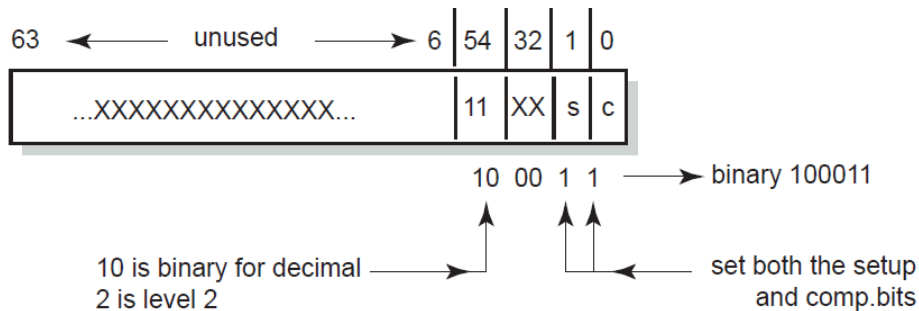 63 unused 6 54 32 1 0
...XXXXXXXXXXXXXX... 11 XX s c
10 00 1 1 binary 100011
10 is binary for decimal
2 is level 2
set both the setup
and comp.bits